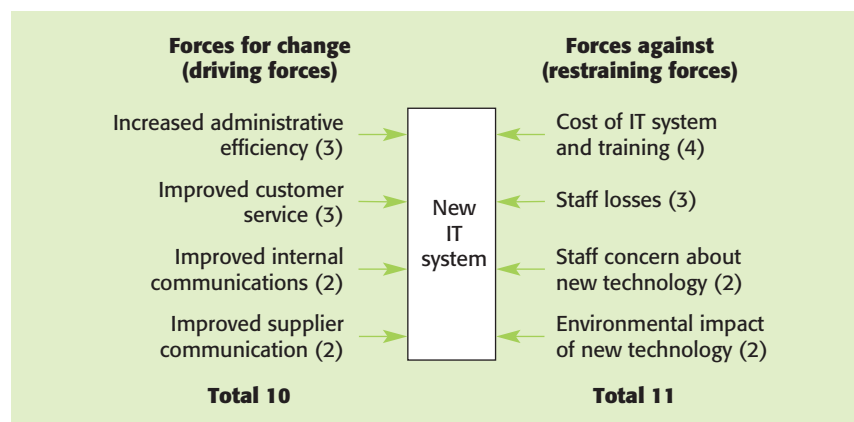 Forces for change
(driving forces)
Increased administrative
efficiency (3)
Improved customer
service (3)
Improved internal
communications (2)
Improved supplier
communication (2)
Total 10
New
IT
system
Forces against
(restraining forces)
Cost of IT system
and training (4)
Staff losses (3)
Staff concern about
new technology (2)
Environmental impact
of new technology (2)
Total 11